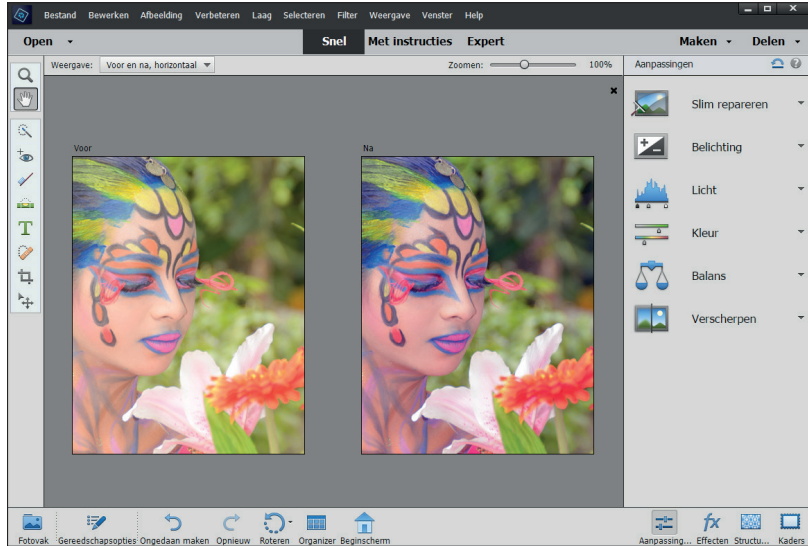 Bestand Bewerken Afbeelding Verbeteren Laag Selecteren Filter Weergave Venster Help
Open Snel Met instructies Expert Maken Delen
Weergave: Voor en na, horizontaal Zoomen: 100% Aanpassingen
Voor Na
Slim repareren
Belichting
Licht
Kleur
Balans
Verscherpen
T
Fotovak Gereedschapsopties Ongedaan maken Opnieuw Roteren Organizer Beginscherm Aanpassing... Effecten Structu... Kaders
fx